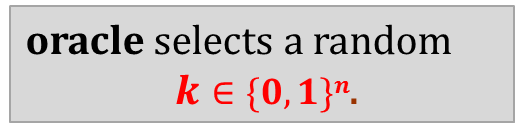 oracle selects a random
k ∈ {0, 1}ⁿ.